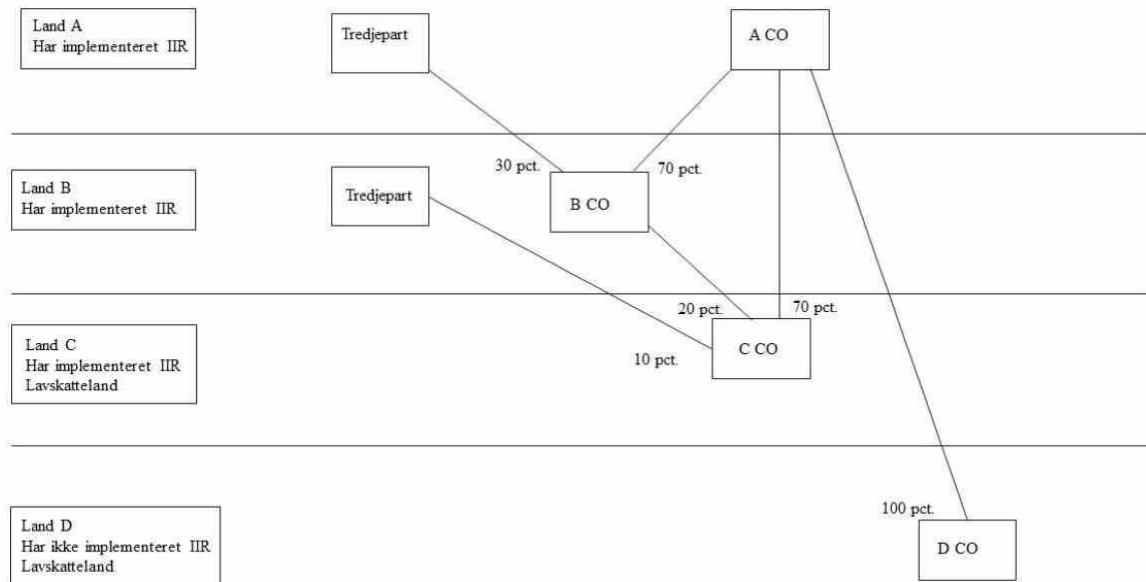 Land A
Har implementeret IIR
Tredjepart
A CO
30 pct.
70 pct.
Land B
Har implementeret IIR
Tredjepart
B CO
20 pct.
70 pct.
Land C
Har implementeret IIR
Lavskatteland
10 pct.
C CO
100 pct.
Land D
Har ikke implementeret IIR
Lavskatteland
D CO